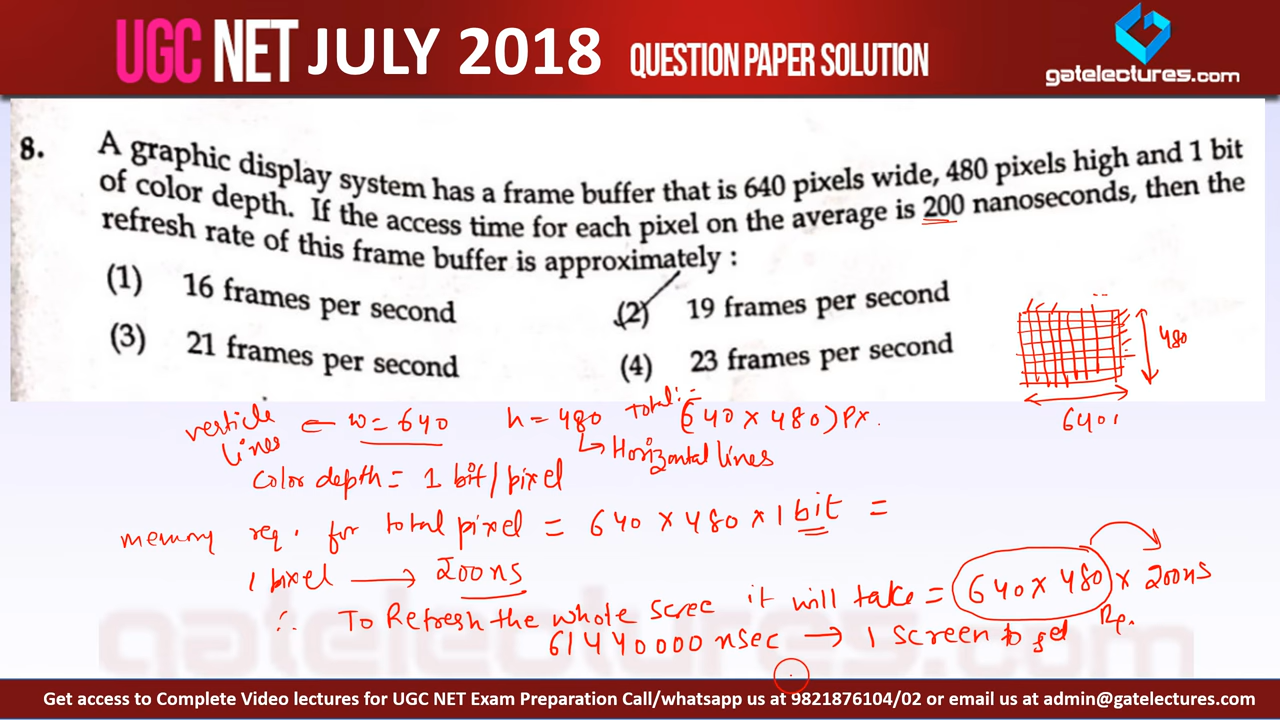 UGC NET JULY 2018 QUESTION PAPER SOLUTION
gatelectures.com
8. A graphic display system has a frame buffer that is 640 pixels wide, 480 pixels high and 1 bit
of color depth. If the access time for each pixel on the average is 200 nanoseconds, then the
refresh rate of this frame buffer is approximately :
(1) 16 frames per second
(2) 19 frames per second
(3) 21 frames per second
(4) 23 frames per second
480
640
verticle lines ← w = 640 h = 480 total:- (640 x 480) Px.
↳ Horizontal lines
Color depth = 1 bit/pixel
memory req. for total pixel = 640 x 480 x 1 bit =
1 pixel → 200ns
∴ To Refresh the whole scree it will take = 640 x 480 x 200ns
61440000 nsec → 1 screen to get Rp.
gatelectures.com
Get access to Complete Video lectures for UGC NET Exam Preparation Call/whatsapp us at 9821876104/02 or email us at admin@gatelectures.com